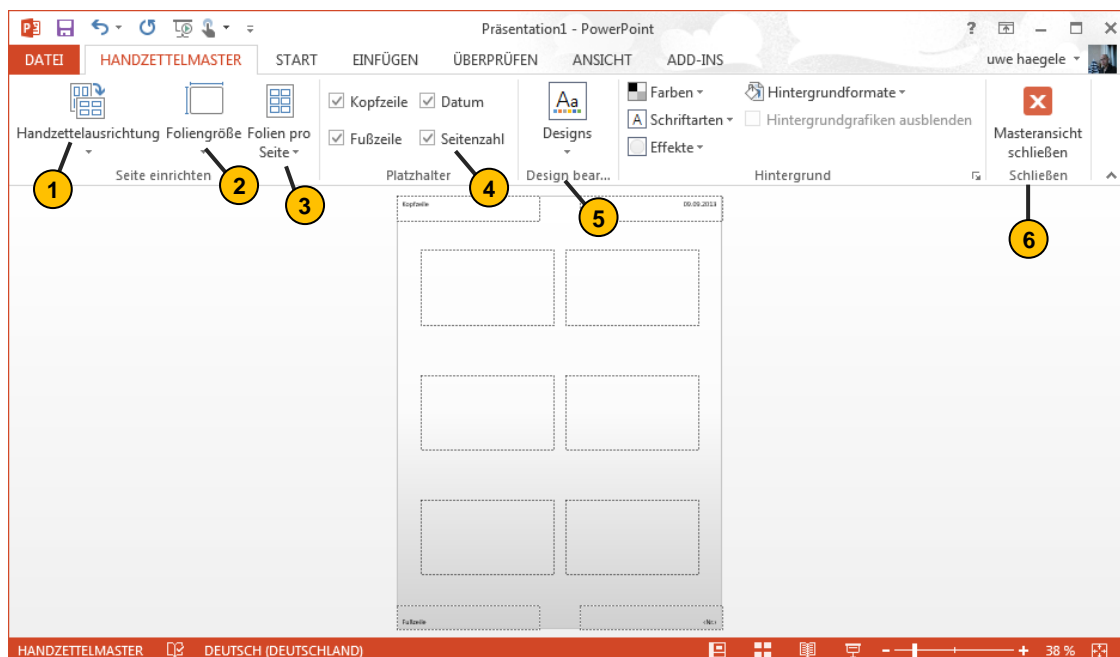 Präsentation1 - PowerPoint
?
DATEI HANDZETTELMASTER START EINFÜGEN ÜBERPRÜFEN ANSICHT ADD-INS uwe haegele
Handzettelausrichtung Foliengröße Folien pro Seite
Kopfzeile Datum
Fußzeile Seitenzahl
Aa
Designs
Farben
A Schriftarten
Effekte
Hintergrundformate
Hintergrundgrafiken ausblenden
Masteransicht
schließen
Seite einrichten Platzhalter Design bear... Hintergrund Schließen
1 2 3 4 5 6
Kopfzeile 09.09.2013
Fußzeile ‹Nr.›
HANDZETTELMASTER DEUTSCH (DEUTSCHLAND) 38 %